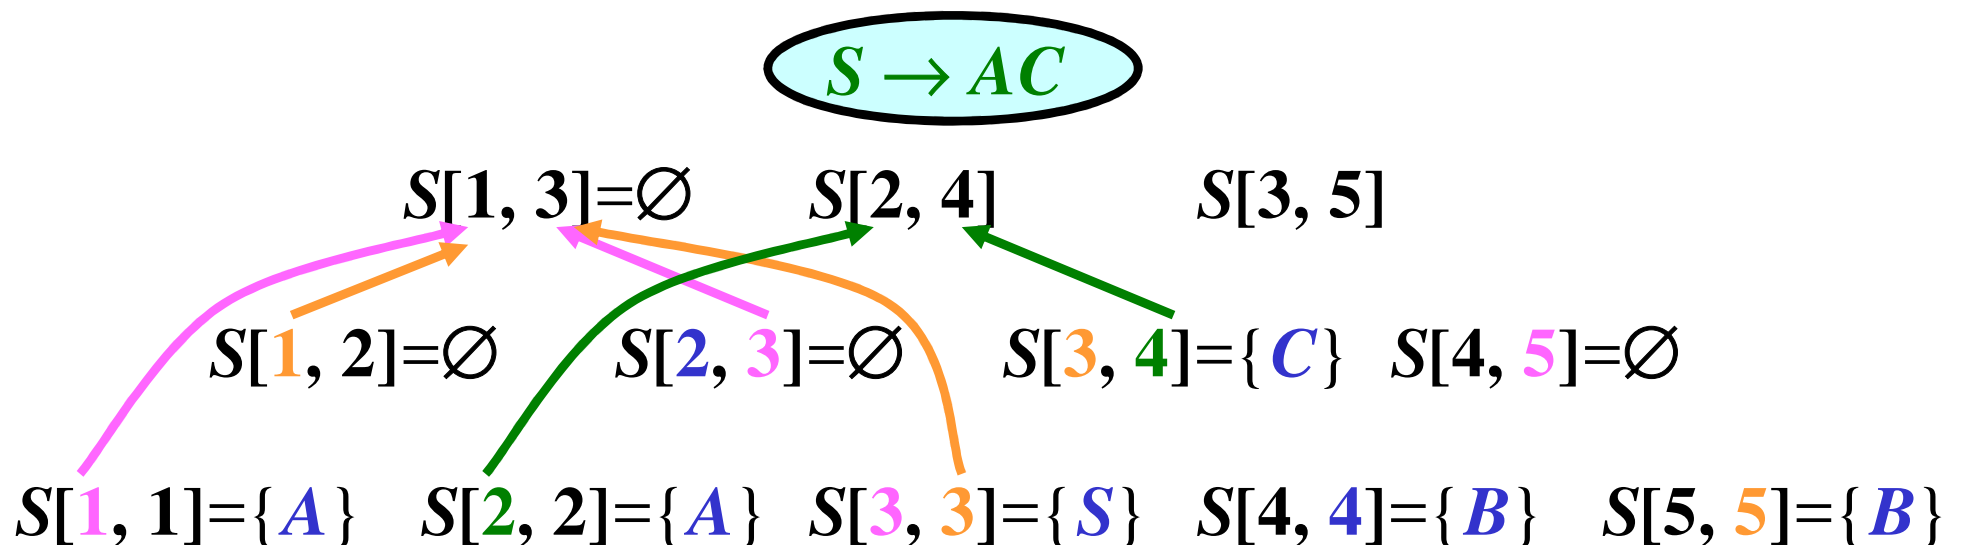 S → AC
S[1, 3]=∅ S[2, 4] S[3, 5]
S[1, 2]=∅ S[2, 3]=∅ S[3, 4]={C} S[4, 5]=∅
S[1, 1]={A} S[2, 2]={A} S[3, 3]={S} S[4, 4]={B} S[5, 5]={B}